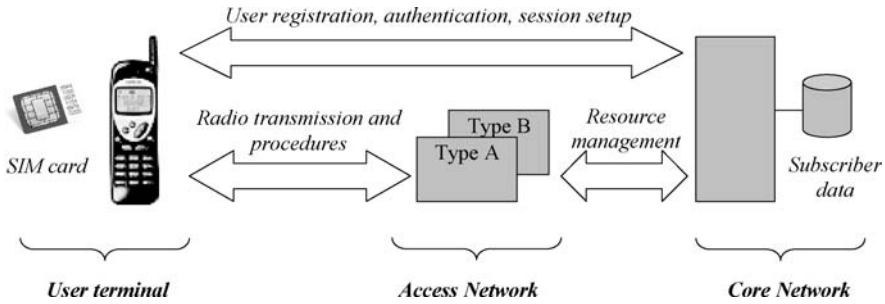 User registration, authentication, session setup
Radio transmission and
procedures
Resource
management
Type B
Type A
SIM card
Subscriber
data
User terminal
Access Network
Core Network